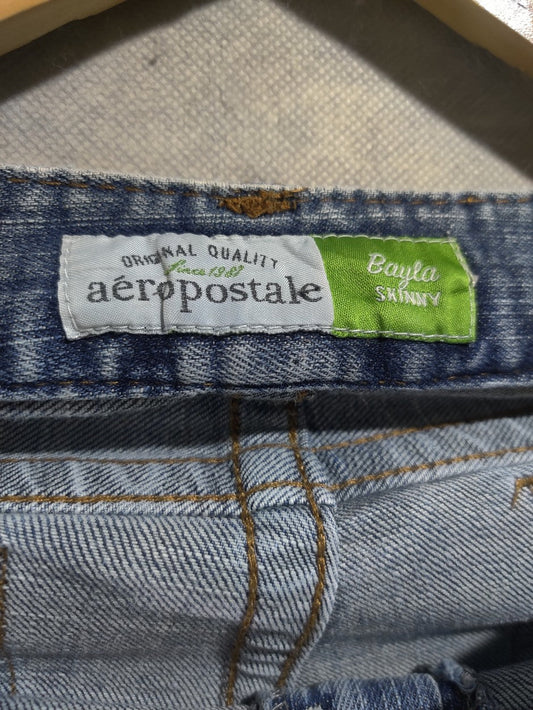 ORIGINAL QUALITY
Since 1987
aéropostale
Bayla
SKINNY